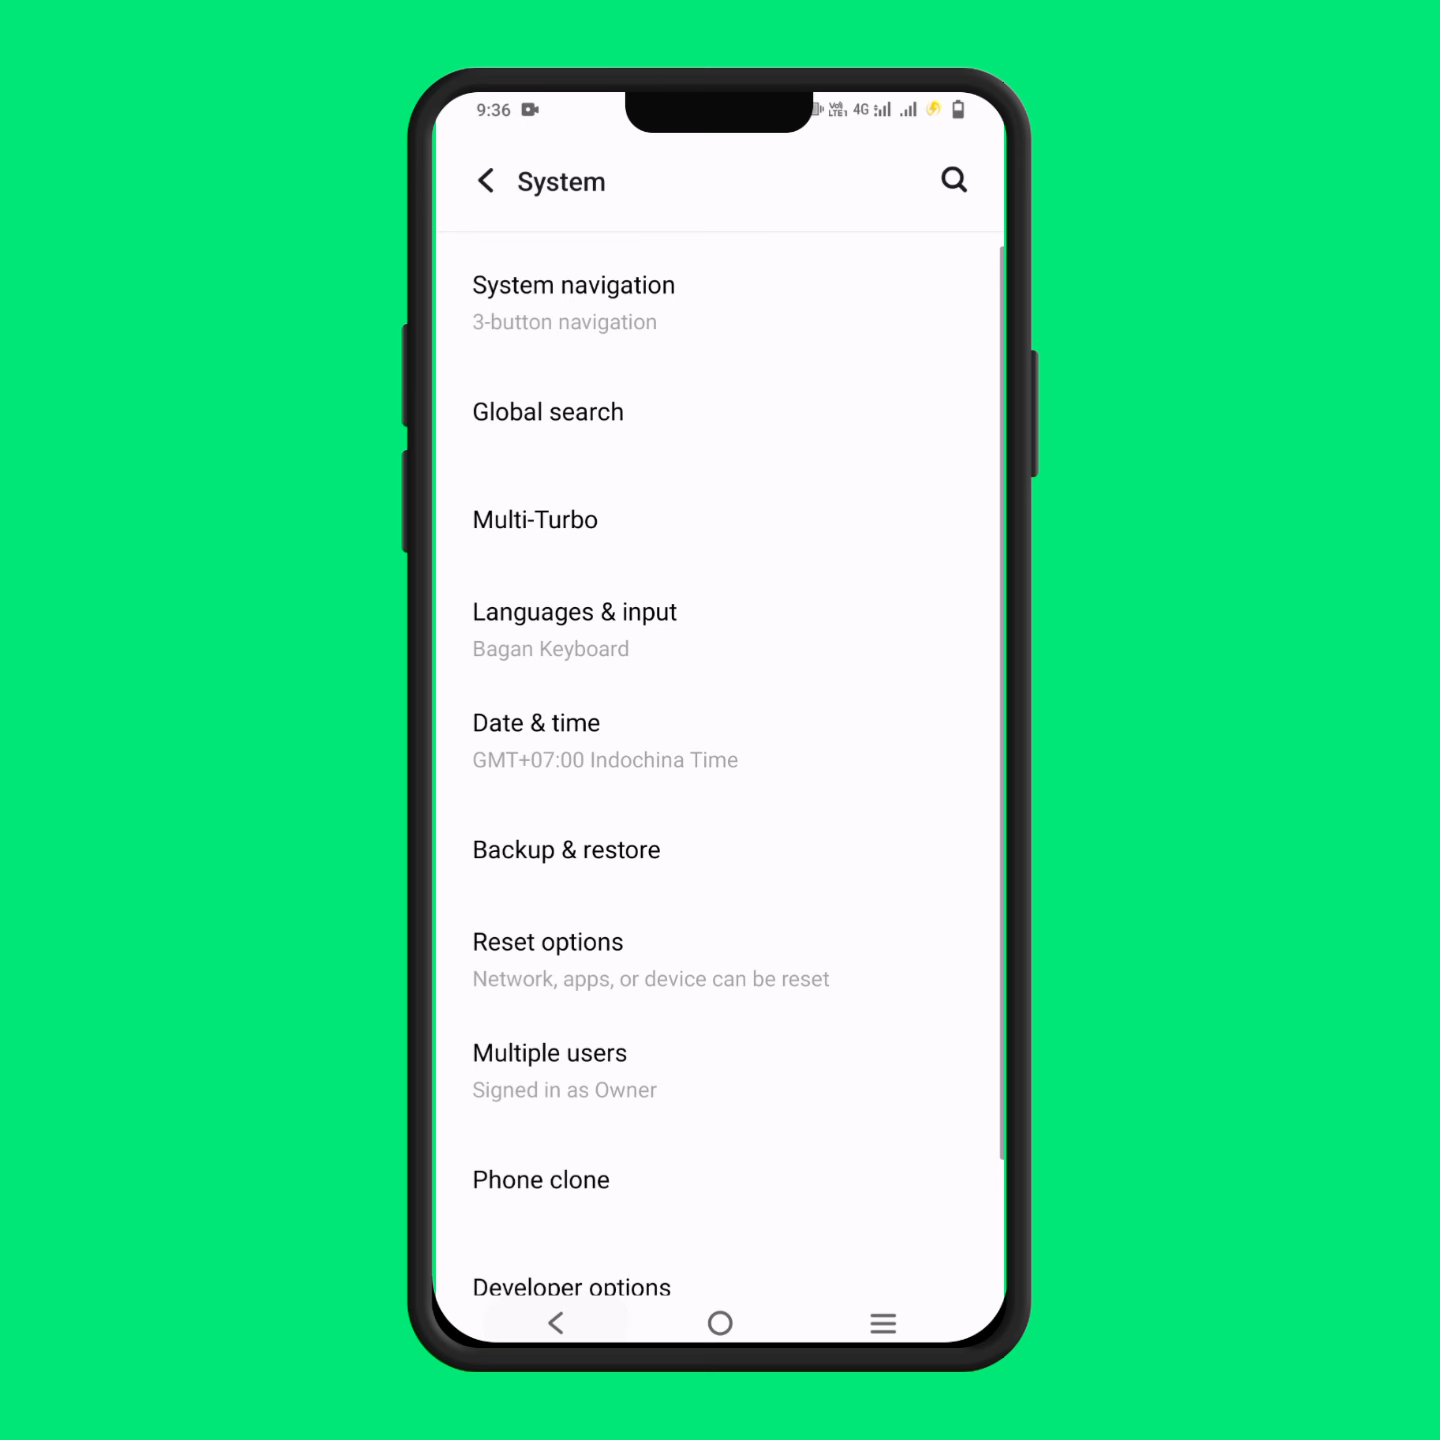 9:36
Vo)) LTE1 4G
System
System navigation
3-button navigation
Global search
Multi-Turbo
Languages & input
Bagan Keyboard
Date & time
GMT+07:00 Indochina Time
Backup & restore
Reset options
Network, apps, or device can be reset
Multiple users
Signed in as Owner
Phone clone
Developer options